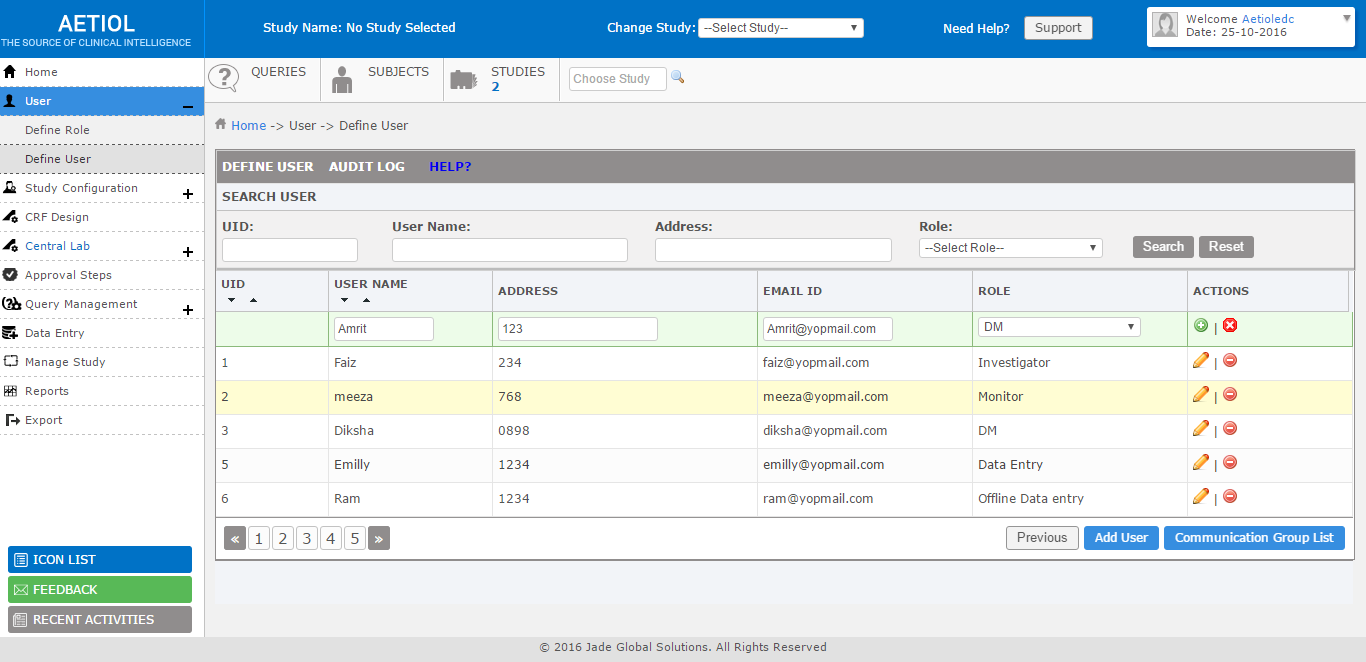 AETIOL
THE SOURCE OF CLINICAL INTELLIGENCE
Study Name: No Study Selected
Change Study: --Select Study--
Need Help? Support
Welcome Aetioledc
Date: 25-10-2016
Home
User
Define Role
Define User
Study Configuration
CRF Design
Central Lab
Approval Steps
Query Management
Data Entry
Manage Study
Reports
Export
ICON LIST
FEEDBACK
RECENT ACTIVITIES
QUERIES
SUBJECTS
STUDIES
2
Choose Study
Home -> User -> Define User
DEFINE USER AUDIT LOG HELP?
SEARCH USER
UID: User Name: Address: Role:
--Select Role-- Search Reset
UID USER NAME ADDRESS EMAIL ID ROLE ACTIONS
Amrit 123 Amrit@yopmail.com DM |
1 Faiz 234 faiz@yopmail.com Investigator |
2 meeza 768 meeza@yopmail.com Monitor |
3 Diksha 0898 diksha@yopmail.com DM |
5 Emilly 1234 emilly@yopmail.com Data Entry |
6 Ram 1234 ram@yopmail.com Offline Data entry |
« 1 2 3 4 5 » Previous Add User Communication Group List
© 2016 Jade Global Solutions. All Rights Reserved